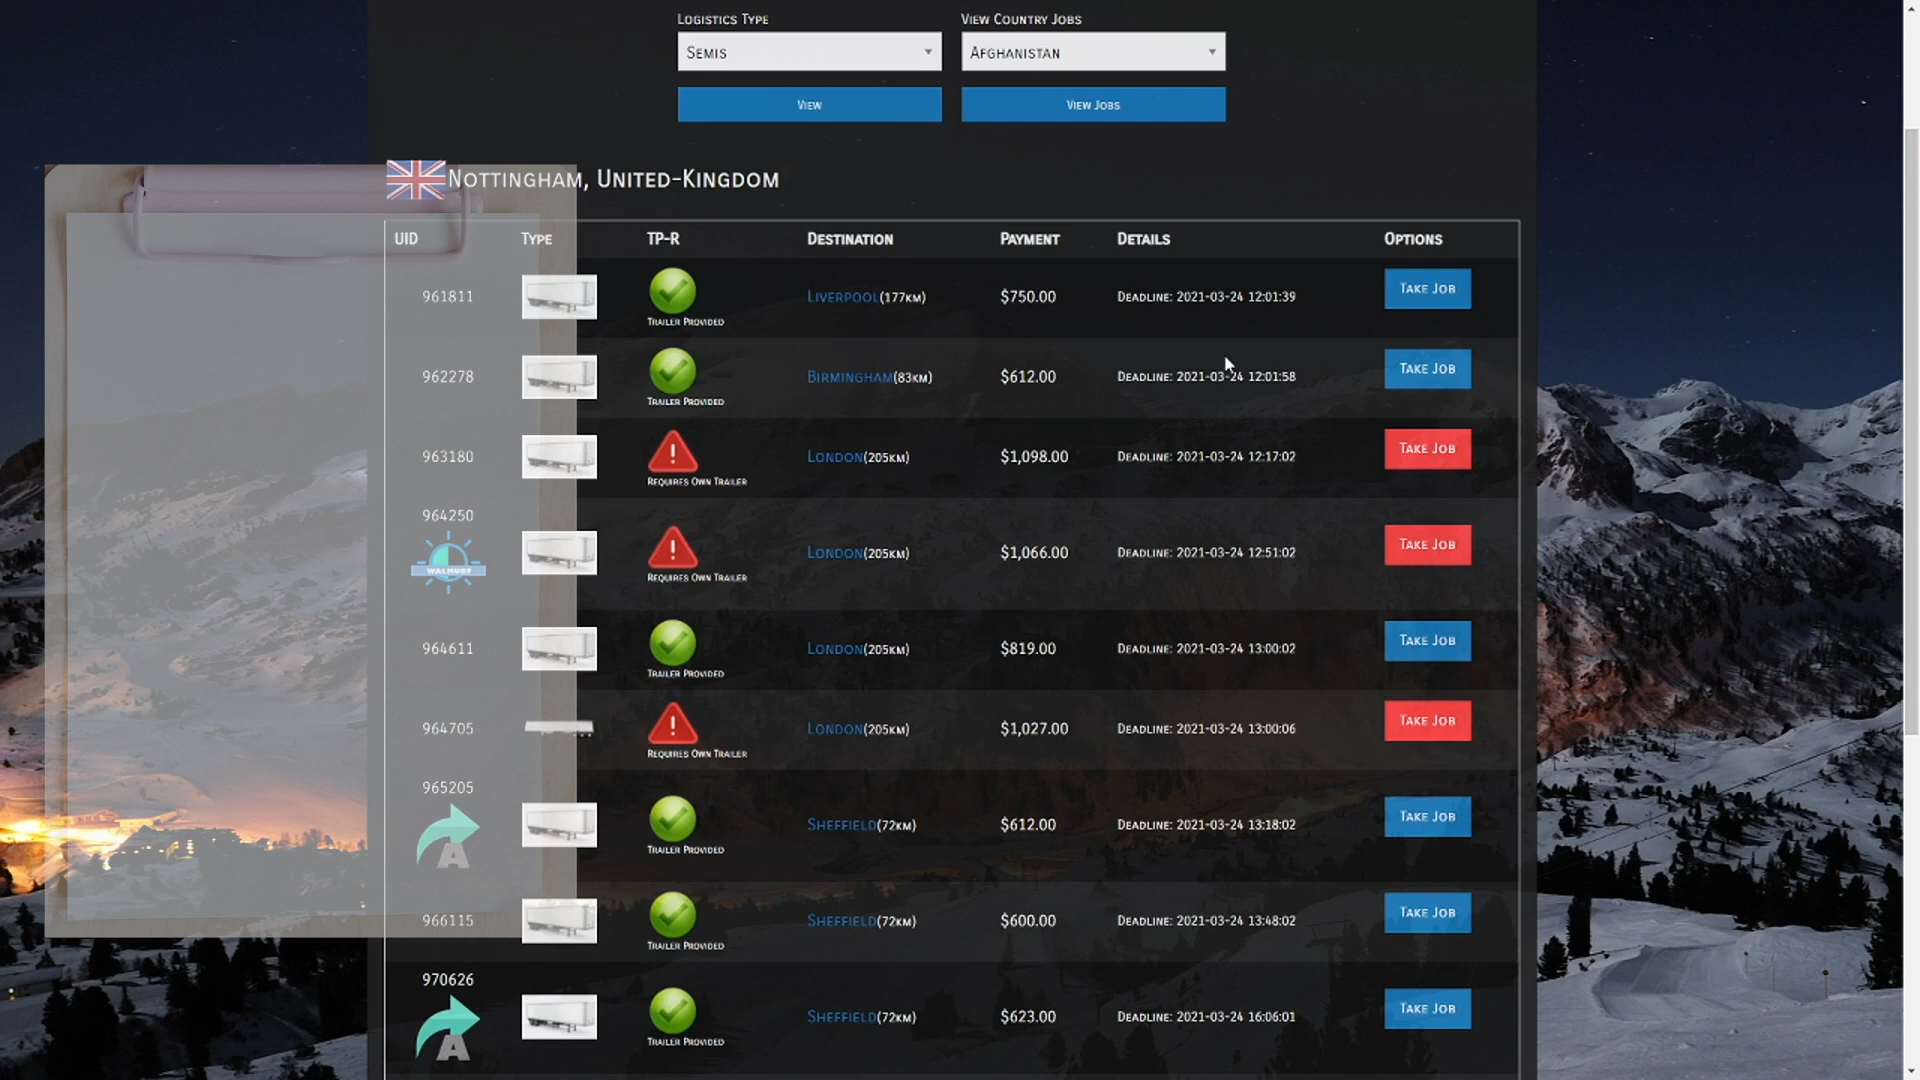 Logistics Type View Country Jobs
Semis Afghanistan
View View Jobs
Nottingham, United-Kingdom
UID Type TP-R Destination Payment Details Options
961811 Trailer Provided Liverpool(177km) $750.00 Deadline: 2021-03-24 12:01:39 Take Job
962278 Trailer Provided Birmingham(83km) $612.00 Deadline: 2021-03-24 12:01:58 Take Job
963180 Requires Own Trailer London(205km) $1,098.00 Deadline: 2021-03-24 12:17:02 Take Job
964250 WALMURY Requires Own Trailer London(205km) $1,066.00 Deadline: 2021-03-24 12:51:02 Take Job
964611 Trailer Provided London(205km) $819.00 Deadline: 2021-03-24 13:00:02 Take Job
964705 Requires Own Trailer London(205km) $1,027.00 Deadline: 2021-03-24 13:00:06 Take Job
965205 A Trailer Provided Sheffield(72km) $612.00 Deadline: 2021-03-24 13:18:02 Take Job
966115 Trailer Provided Sheffield(72km) $600.00 Deadline: 2021-03-24 13:48:02 Take Job
970626 A Trailer Provided Sheffield(72km) $623.00 Deadline: 2021-03-24 16:06:01 Take Job